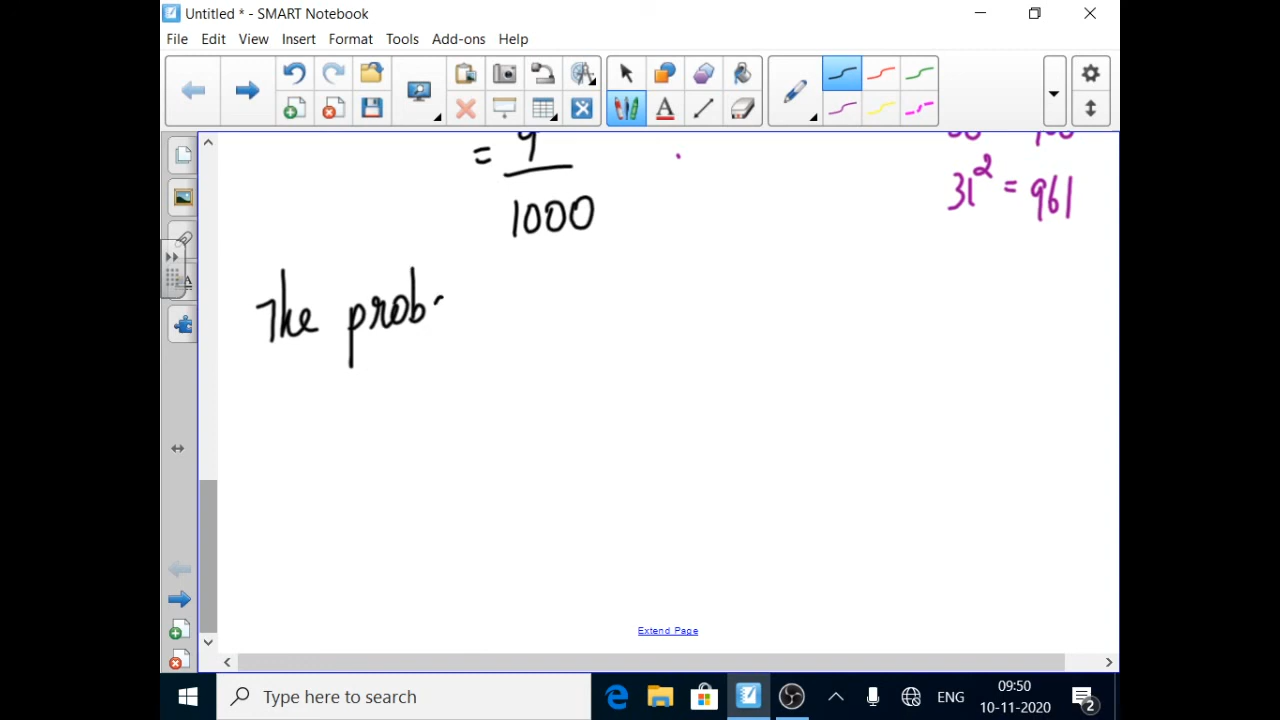 Untitled * - SMART Notebook
File Edit View Insert Format Tools Add-ons Help
= 9
1000
31² = 961
The prob
Extend Page
Type here to search
ENG
09:50
10-11-2020
2